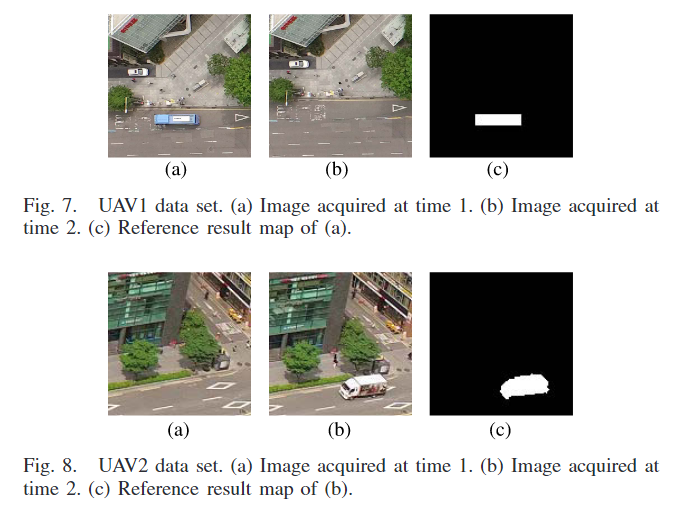 (a) (b) (c)
Fig. 7. UAV1 data set. (a) Image acquired at time 1. (b) Image acquired at
time 2. (c) Reference result map of (a).
(a) (b) (c)
Fig. 8. UAV2 data set. (a) Image acquired at time 1. (b) Image acquired at
time 2. (c) Reference result map of (b).